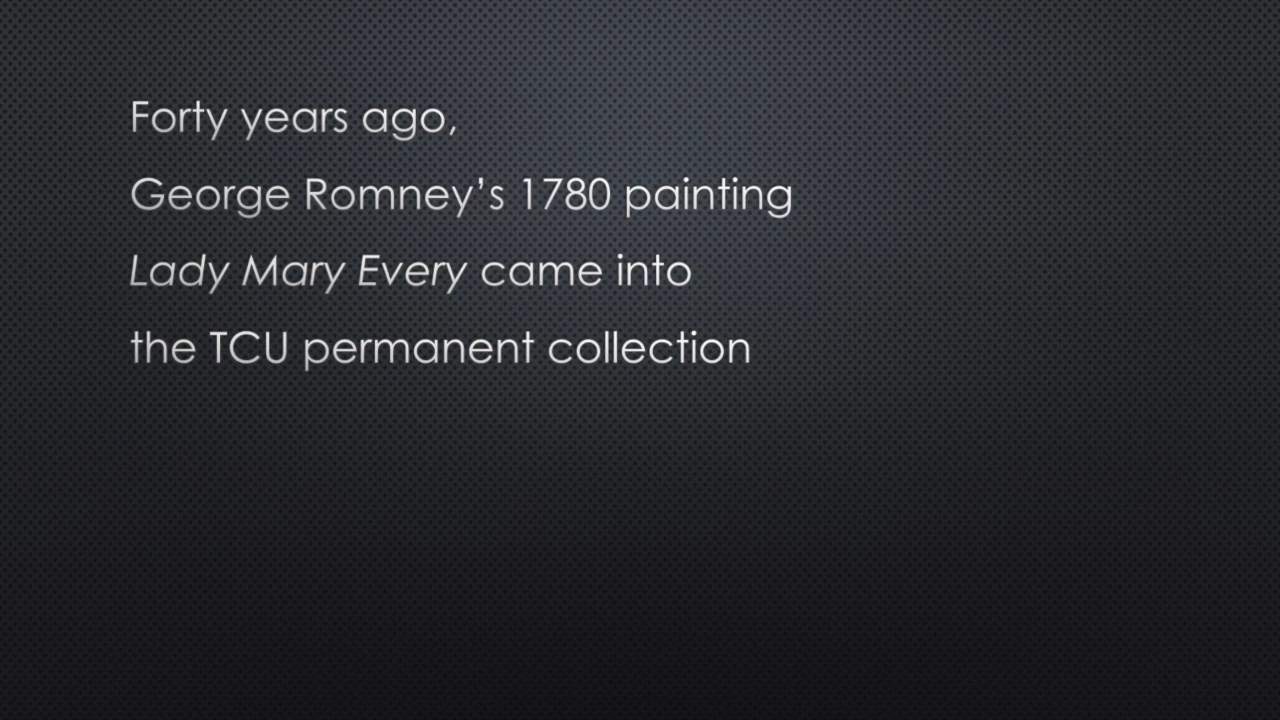 Forty years ago,
George Romney’s 1780 painting
Lady Mary Every came into
the TCU permanent collection